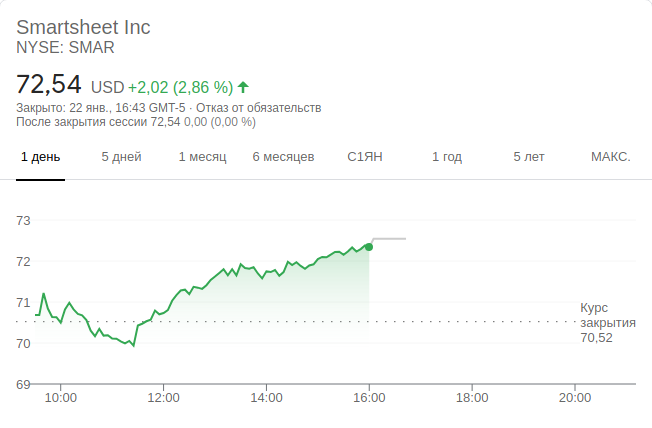 Smartsheet Inc
NYSE: SMAR
72,54 USD +2,02 (2,86 %)
Закрыто: 22 янв., 16:43 GMT-5 · Отказ от обязательств
После закрытия сессии 72,54 0,00 (0,00 %)
1 день 5 дней 1 месяц 6 месяцев С1ЯН 1 год 5 лет МАКС.
73
72
71
Курс
закрытия
70,52
70
69
10:00 12:00 14:00 16:00 18:00 20:00